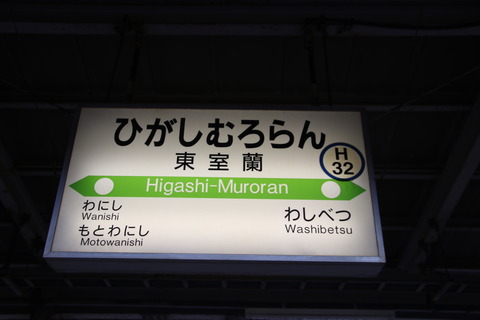 ひがしむろらん
東室蘭
H
32
Higashi-Muroran
わにし
Wanishi
もとわにし
Motowanishi
わしべつ
Washibetsu